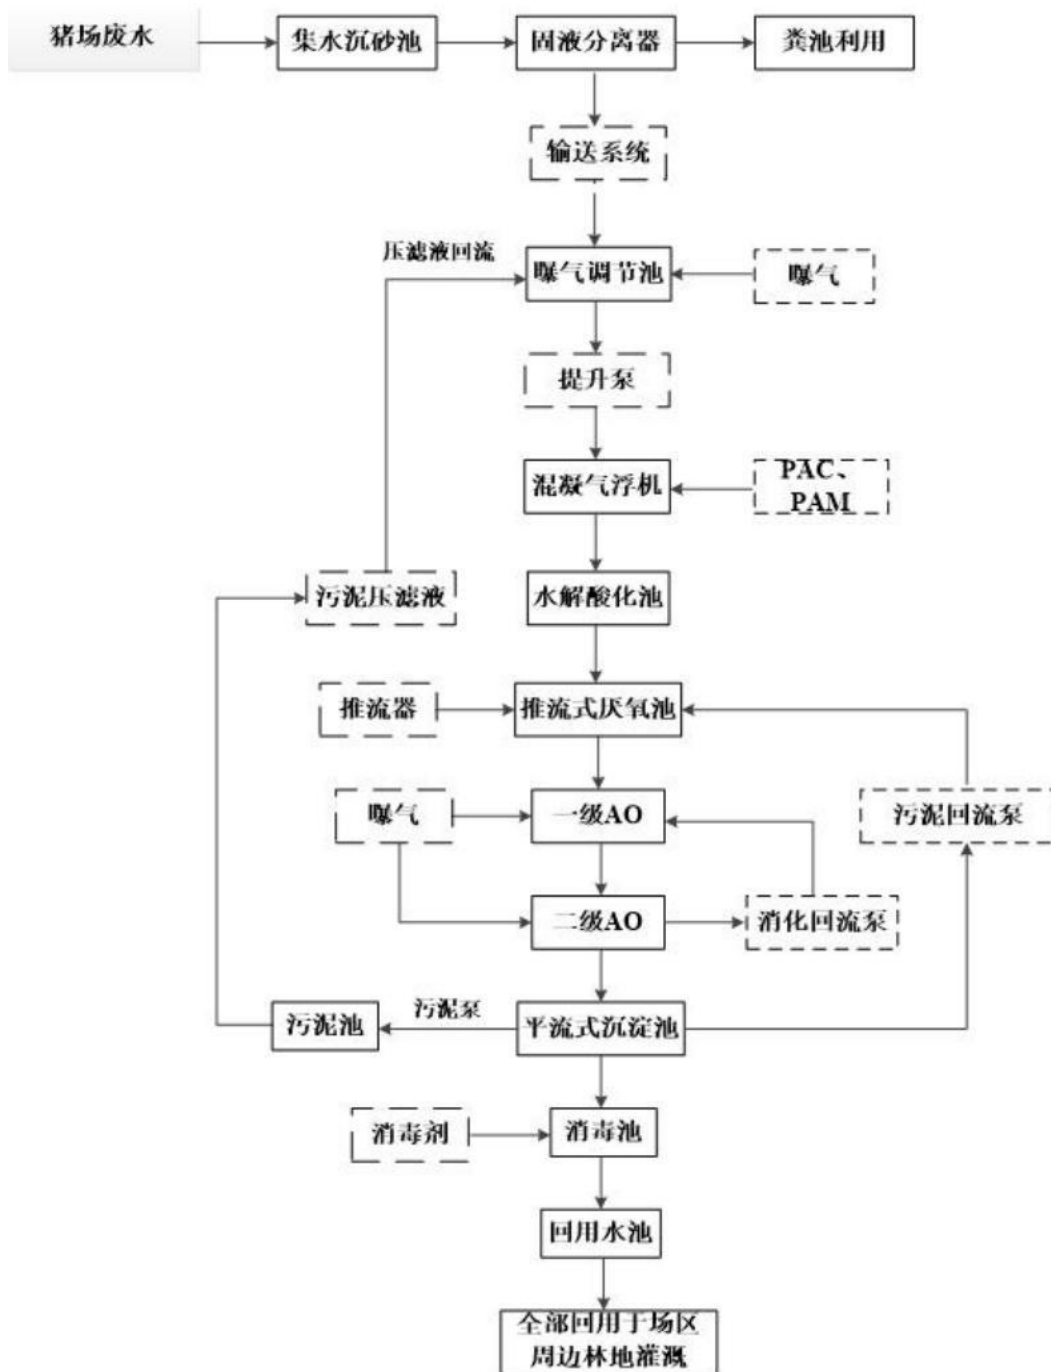 猪场废水
集水沉砂池
固液分离器
粪池利用
输送系统
压滤液回流
曝气调节池
曝气
提升泵
混凝气浮机
PAC、
PAM
污泥压滤液
水解酸化池
推流器
推流式厌氧池
曝气
一级AO
污泥回流泵
二级AO
消化回流泵
污泥池
污泥泵
平流式沉淀池
消毒剂
消毒池
回用水池
全部回用于场区
周边林地灌溉